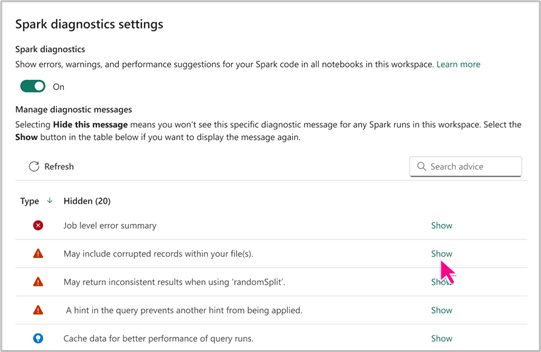 Spark diagnostics settings
Spark diagnostics
Show errors, warnings, and performance suggestions for your Spark code in all notebooks in this workspace. Learn more
On
Manage diagnostic messages
Selecting Hide this message means you won't see this specific diagnostic message for any Spark runs in this workspace. Select the
Show button in the table below if you want to display the message again.
Refresh
Search advice
Type ↓ Hidden (20)
Job level error summary Show
May include corrupted records within your file(s). Show
May return inconsistent results when using 'randomSplit'. Show
A hint in the query prevents another hint from being applied. Show
Cache data for better performance of query runs. Show